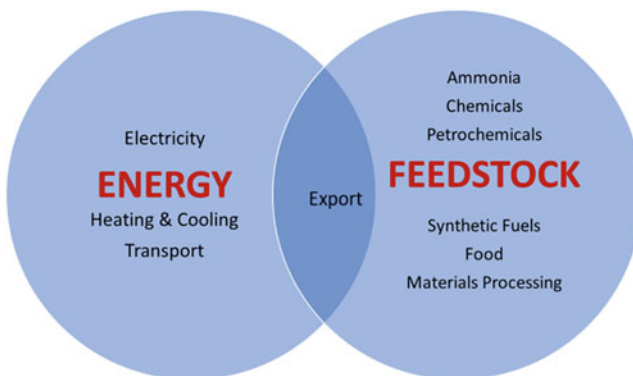 Electricity
ENERGY
Heating & Cooling
Transport
Export
Ammonia
Chemicals
Petrochemicals
FEEDSTOCK
Synthetic Fuels
Food
Materials Processing